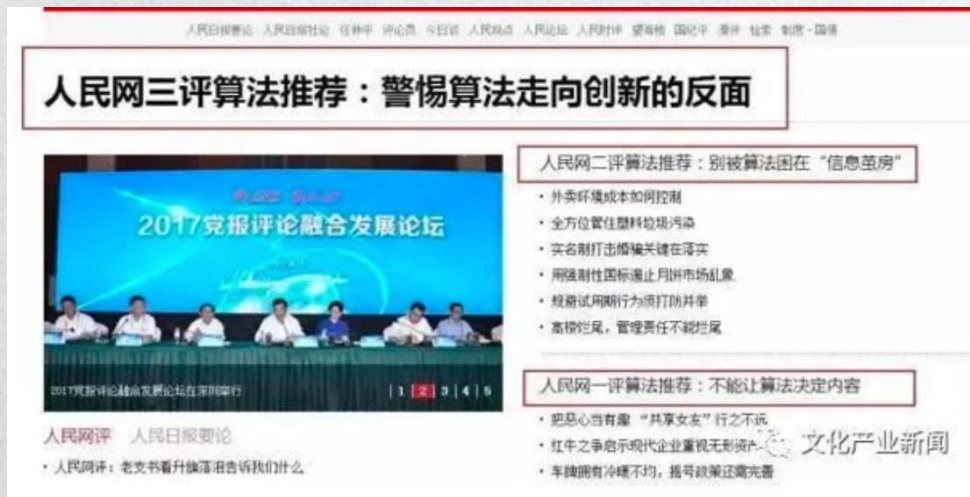 人民日报要论 人民日报社论 任仲平 评论员 今日谈 人民观点 人民论坛 人民时评 望海楼 国纪平 漫评 检索 制度·国情
人民网三评算法推荐：警惕算法走向创新的反面
2017党报评论融合发展论坛
2017党报评论融合发展论坛在深圳举行
1 2 3 4 5
人民网评 人民日报要论
·人民网评：老支书看升旗落泪告诉我们什么
人民网二评算法推荐：别被算法困在“信息茧房”
·外卖环境成本如何控制
·全方位管住塑料垃圾污染
·实名制打击婚骗关键在落实
·用强制性国标遏止月饼市场乱象
·规避试用期行为须打防并举
·高楼烂尾，管理责任不能烂尾
人民网一评算法推荐：不能让算法决定内容
·把恶心当有趣 “共享女友”行之不远
·红牛之争启示现代企业重视无形资产
·车牌拥有冷暖不均，摇号政策还需完善
文化产业新闻